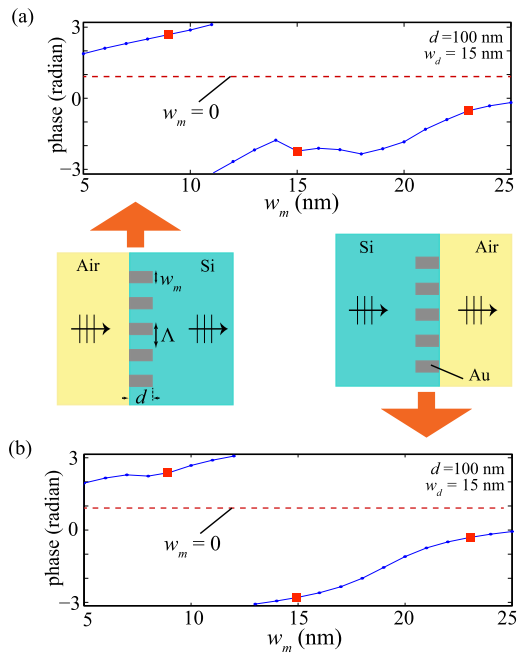 (a)
3
0
−3
phase (radian)
d=100 nm
w_d = 15 nm
w_m = 0
5 10 15 20 25
w_m (nm)
Air Si
w_m
Λ
d
Si Air
Au
(b)
3
0
−3
phase (radian)
d=100 nm
w_d = 15 nm
w_m = 0
5 10 15 20 25
w_m (nm)